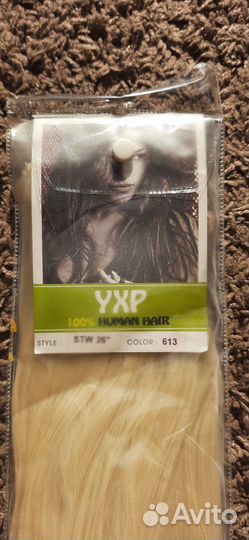 YXP
100% HUMAN HAIR
STYLE: STW 26" COLOR: 613
Avito